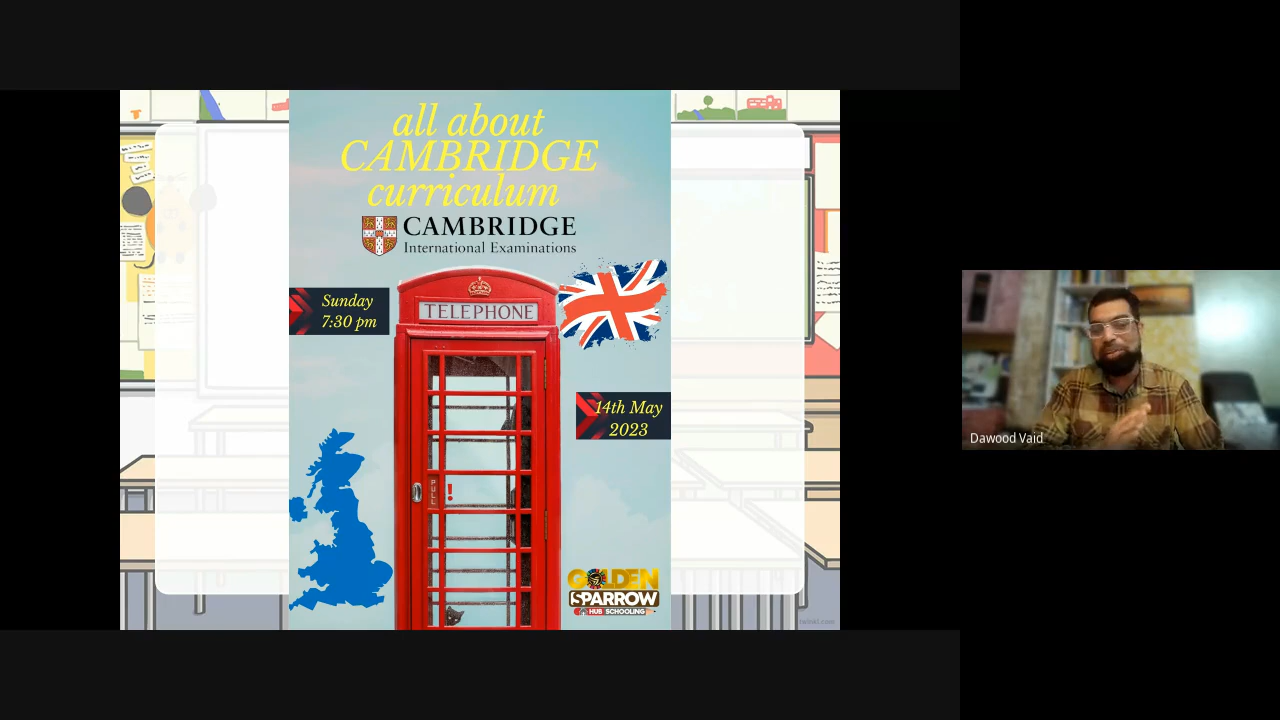 all about
CAMBRIDGE
curriculum
CAMBRIDGE
International Examinations
TELEPHONE
Sunday
7:30 pm
14th May
2023
PULL
GOLDEN
SPARROW
HUB SCHOOLING
Dawood Vaid